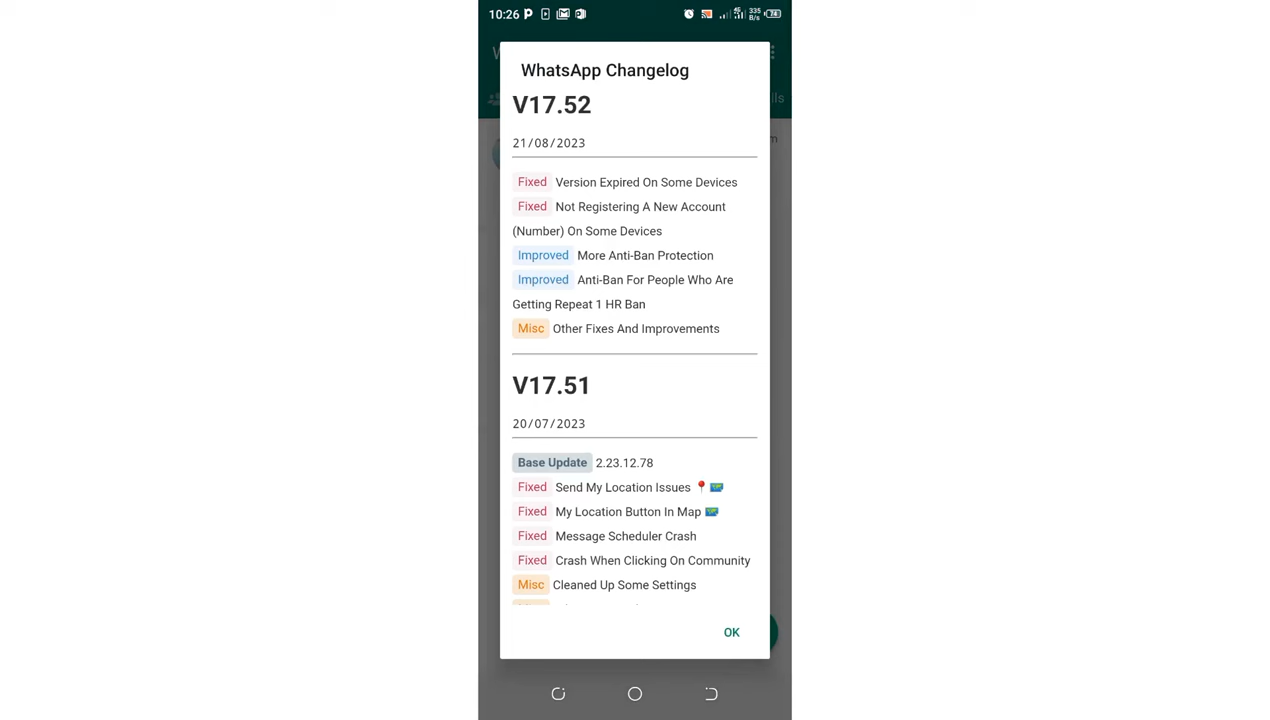 10:26
335
B/s
74
W
WhatsApp Changelog
V17.52
lls
21/08/2023
m
Fixed Version Expired On Some Devices
Fixed Not Registering A New Account
(Number) On Some Devices
Improved More Anti-Ban Protection
Improved Anti-Ban For People Who Are
Getting Repeat 1 HR Ban
Misc Other Fixes And Improvements
V17.51
20/07/2023
Base Update 2.23.12.78
Fixed Send My Location Issues 📍 🗺️
Fixed My Location Button In Map 🗺️
Fixed Message Scheduler Crash
Fixed Crash When Clicking On Community
Misc Cleaned Up Some Settings
OK